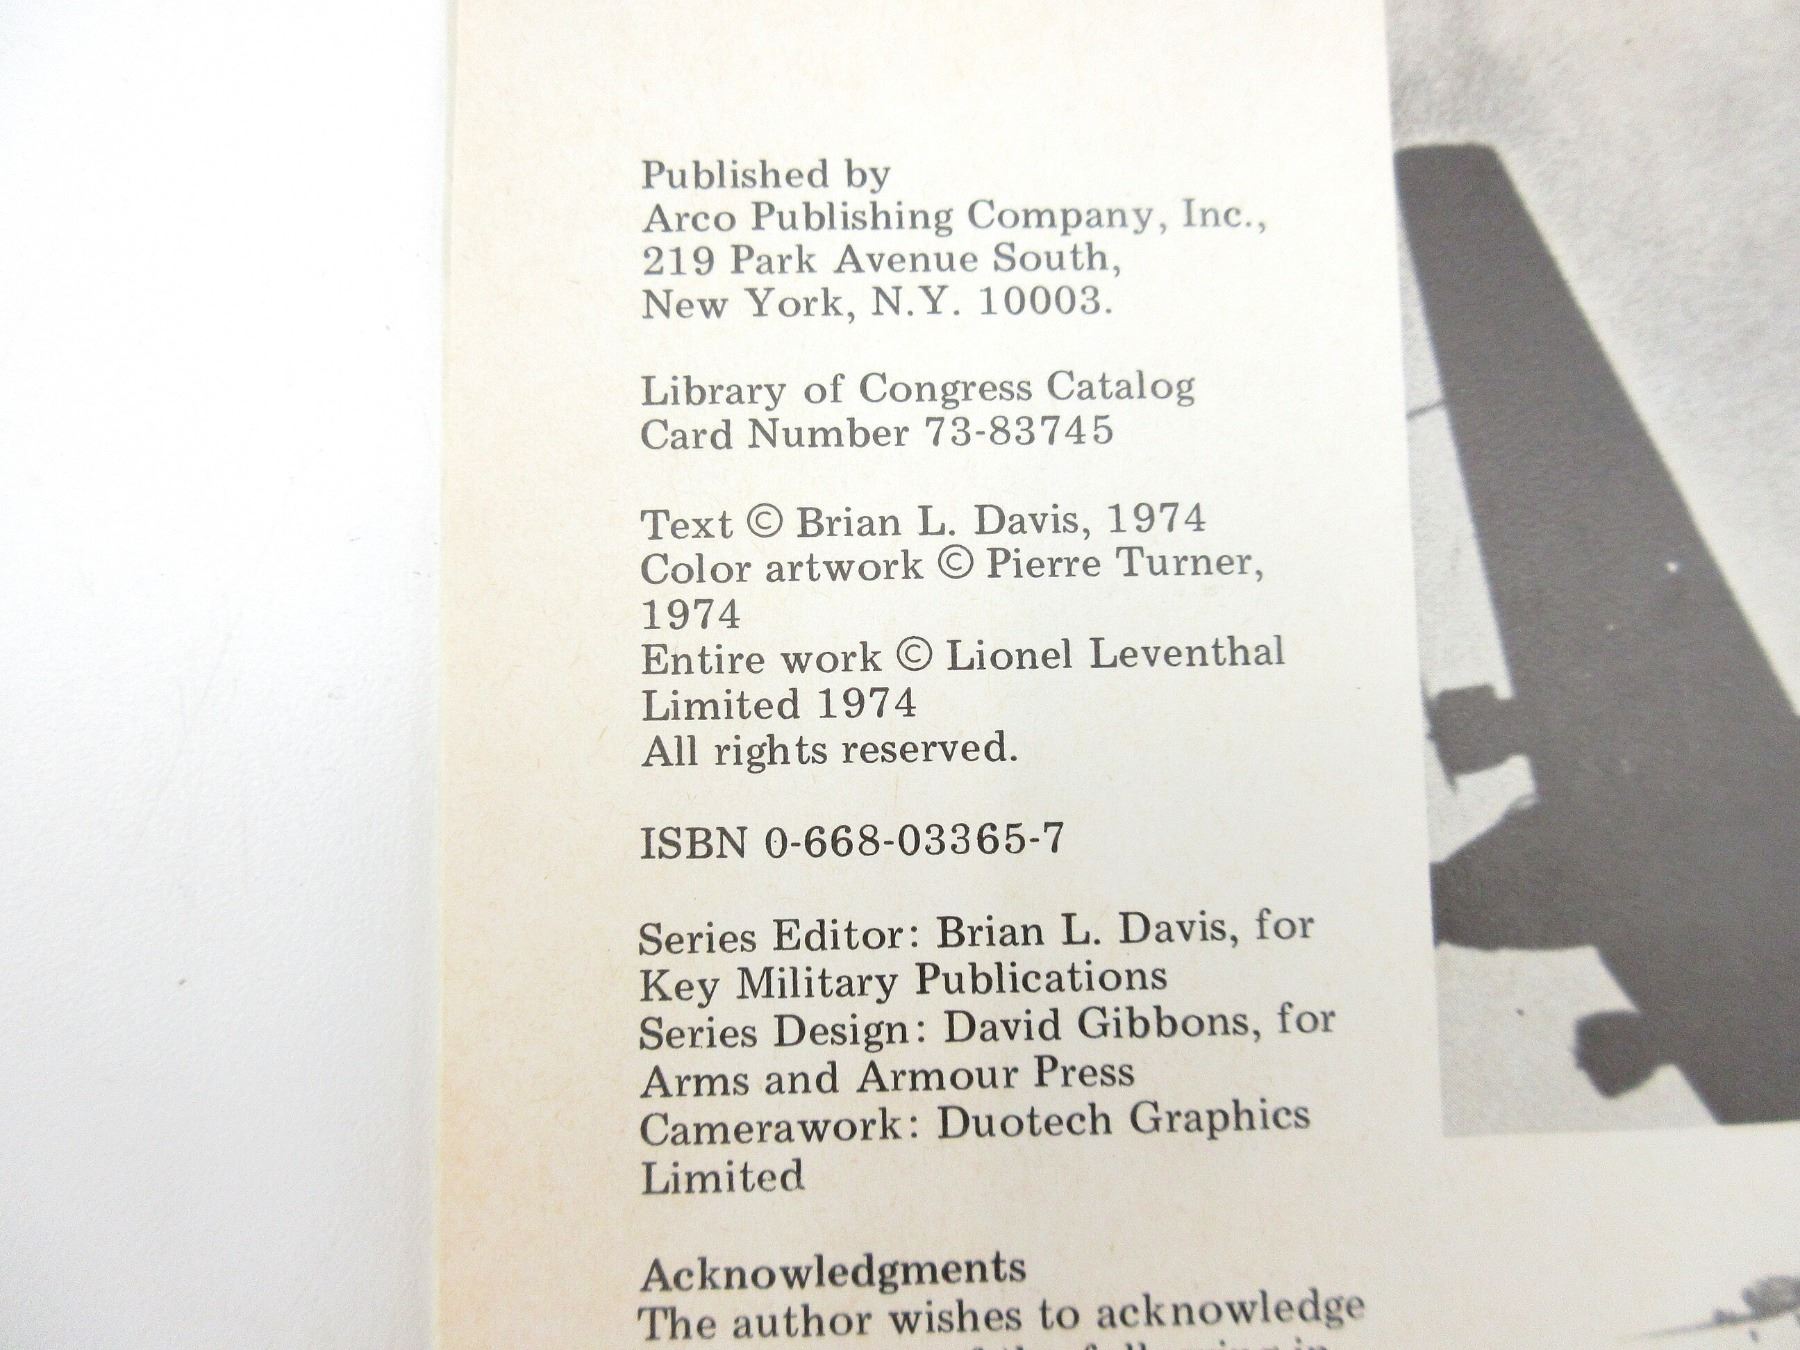 Published by
Arco Publishing Company, Inc.,
219 Park Avenue South,
New York, N.Y. 10003.
Library of Congress Catalog
Card Number 73-83745
Text © Brian L. Davis, 1974
Color artwork © Pierre Turner,
1974
Entire work © Lionel Leventhal
Limited 1974
All rights reserved.
ISBN 0-668-03365-7
Series Editor: Brian L. Davis, for
Key Military Publications
Series Design: David Gibbons, for
Arms and Armour Press
Camerawork: Duotech Graphics
Limited
Acknowledgments
The author wishes to acknowledge